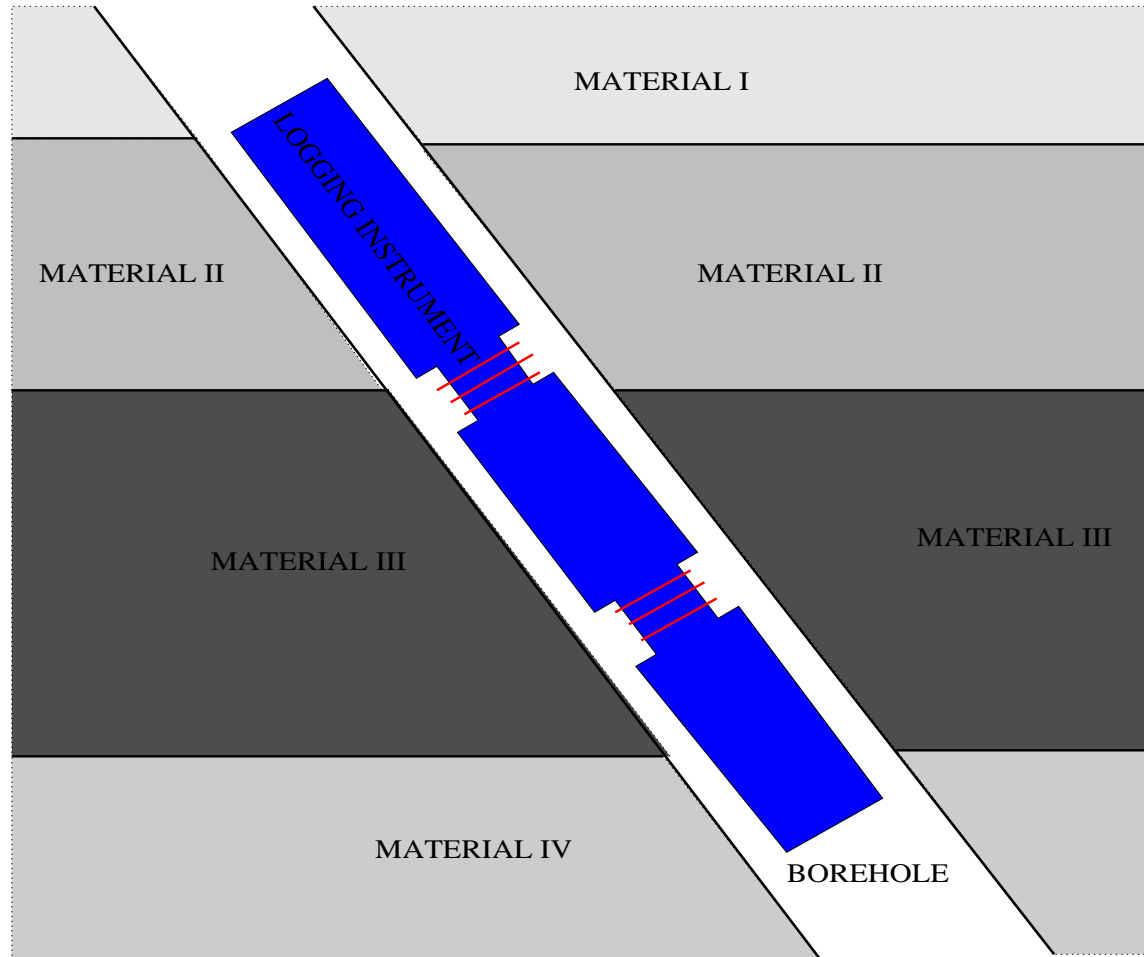 MATERIAL I
LOGGING INSTRUMENT
MATERIAL II
MATERIAL II
MATERIAL III
MATERIAL III
MATERIAL IV
BOREHOLE